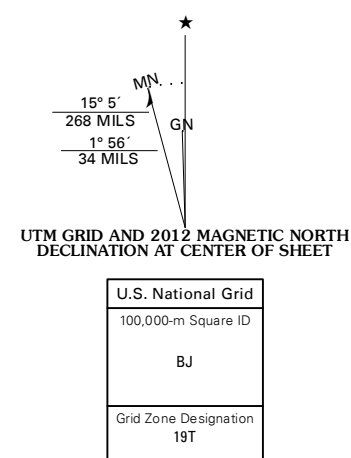 ★
MN
15° 5´
268 MILS
GN
1° 56´
34 MILS
UTM GRID AND 2012 MAGNETIC NORTH
DECLINATION AT CENTER OF SHEET
U.S. National Grid
100,000-m Square ID
BJ
Grid Zone Designation
19T